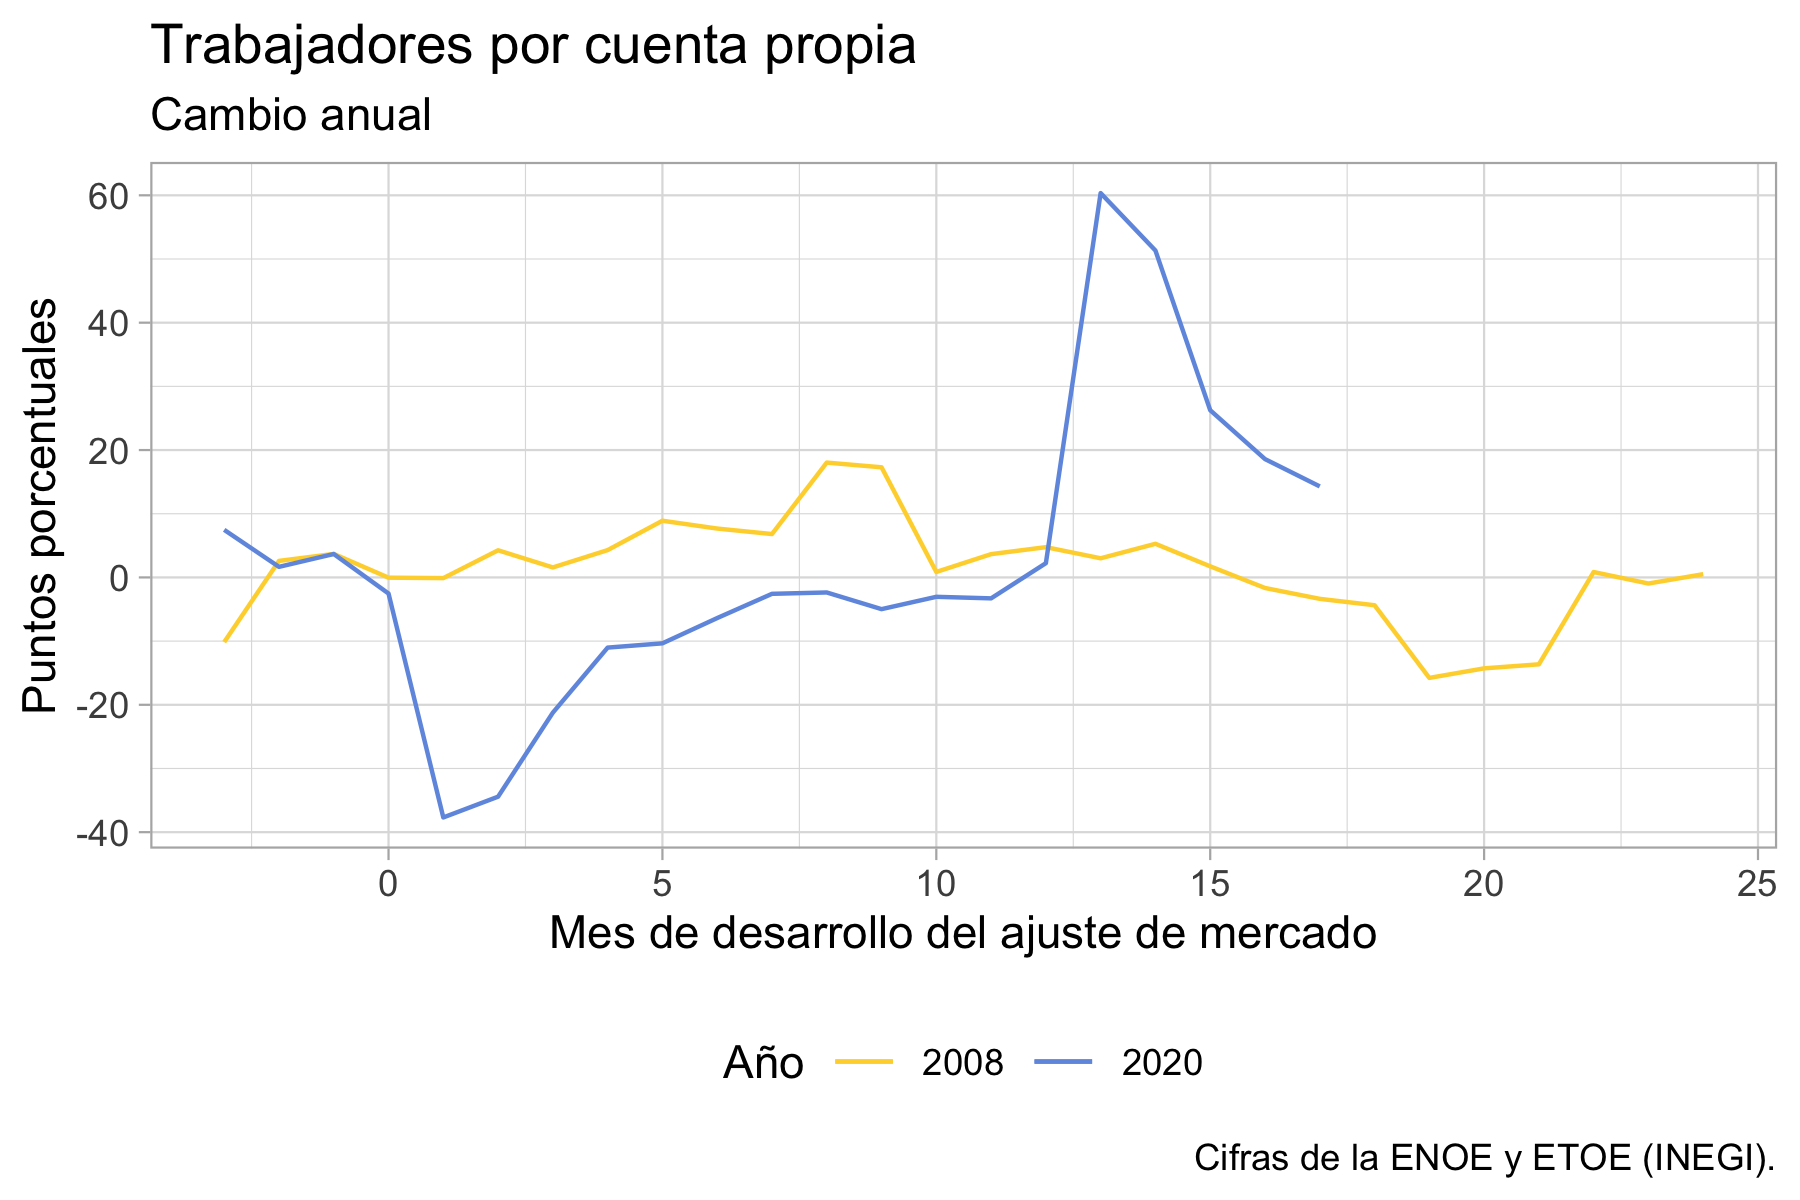 Trabajadores por cuenta propia
Cambio anual
Puntos porcentuales
60
40
20
0
-20
-40
0 5 10 15 20 25
Mes de desarrollo del ajuste de mercado
Año 2008 2020
Cifras de la ENOE y ETOE (INEGI).